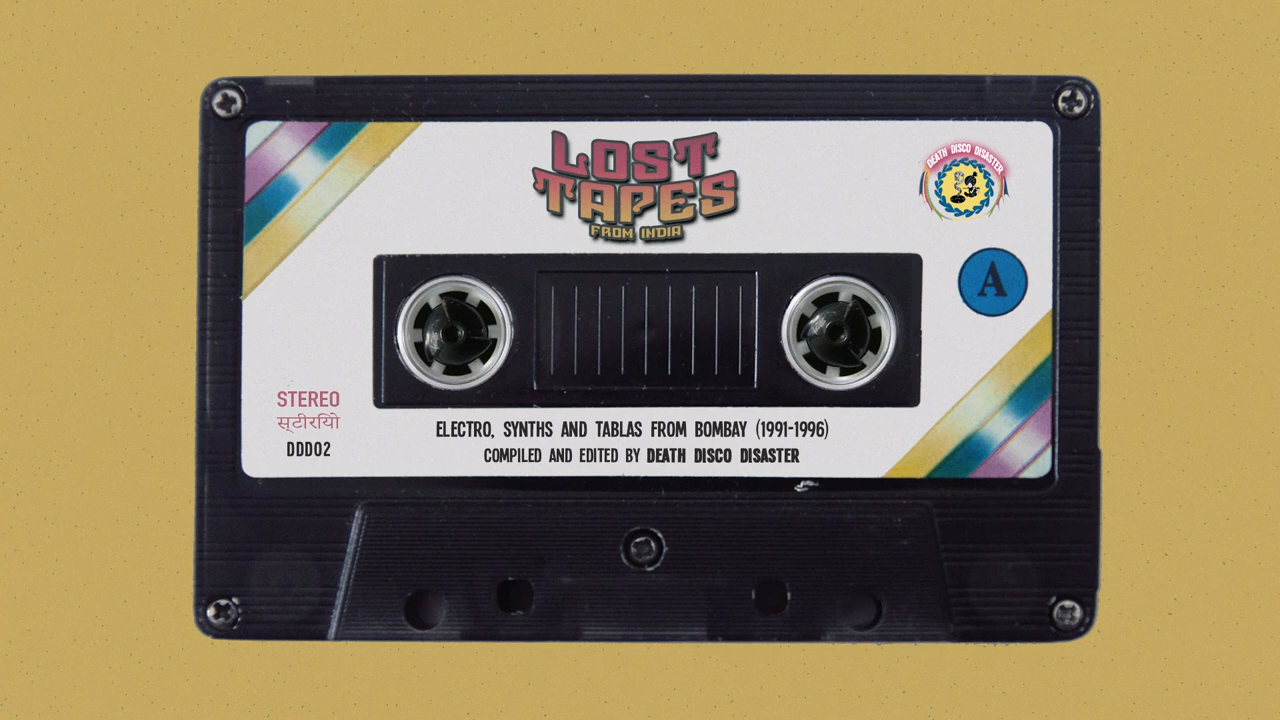 LOST
TAPES
FROM INDIA
DEATH DISCO DISASTER
A
STEREO
स्टीरियो
DDD02
ELECTRO, SYNTHS AND TABLAS FROM BOMBAY (1991-1996)
COMPILED AND EDITED BY DEATH DISCO DISASTER